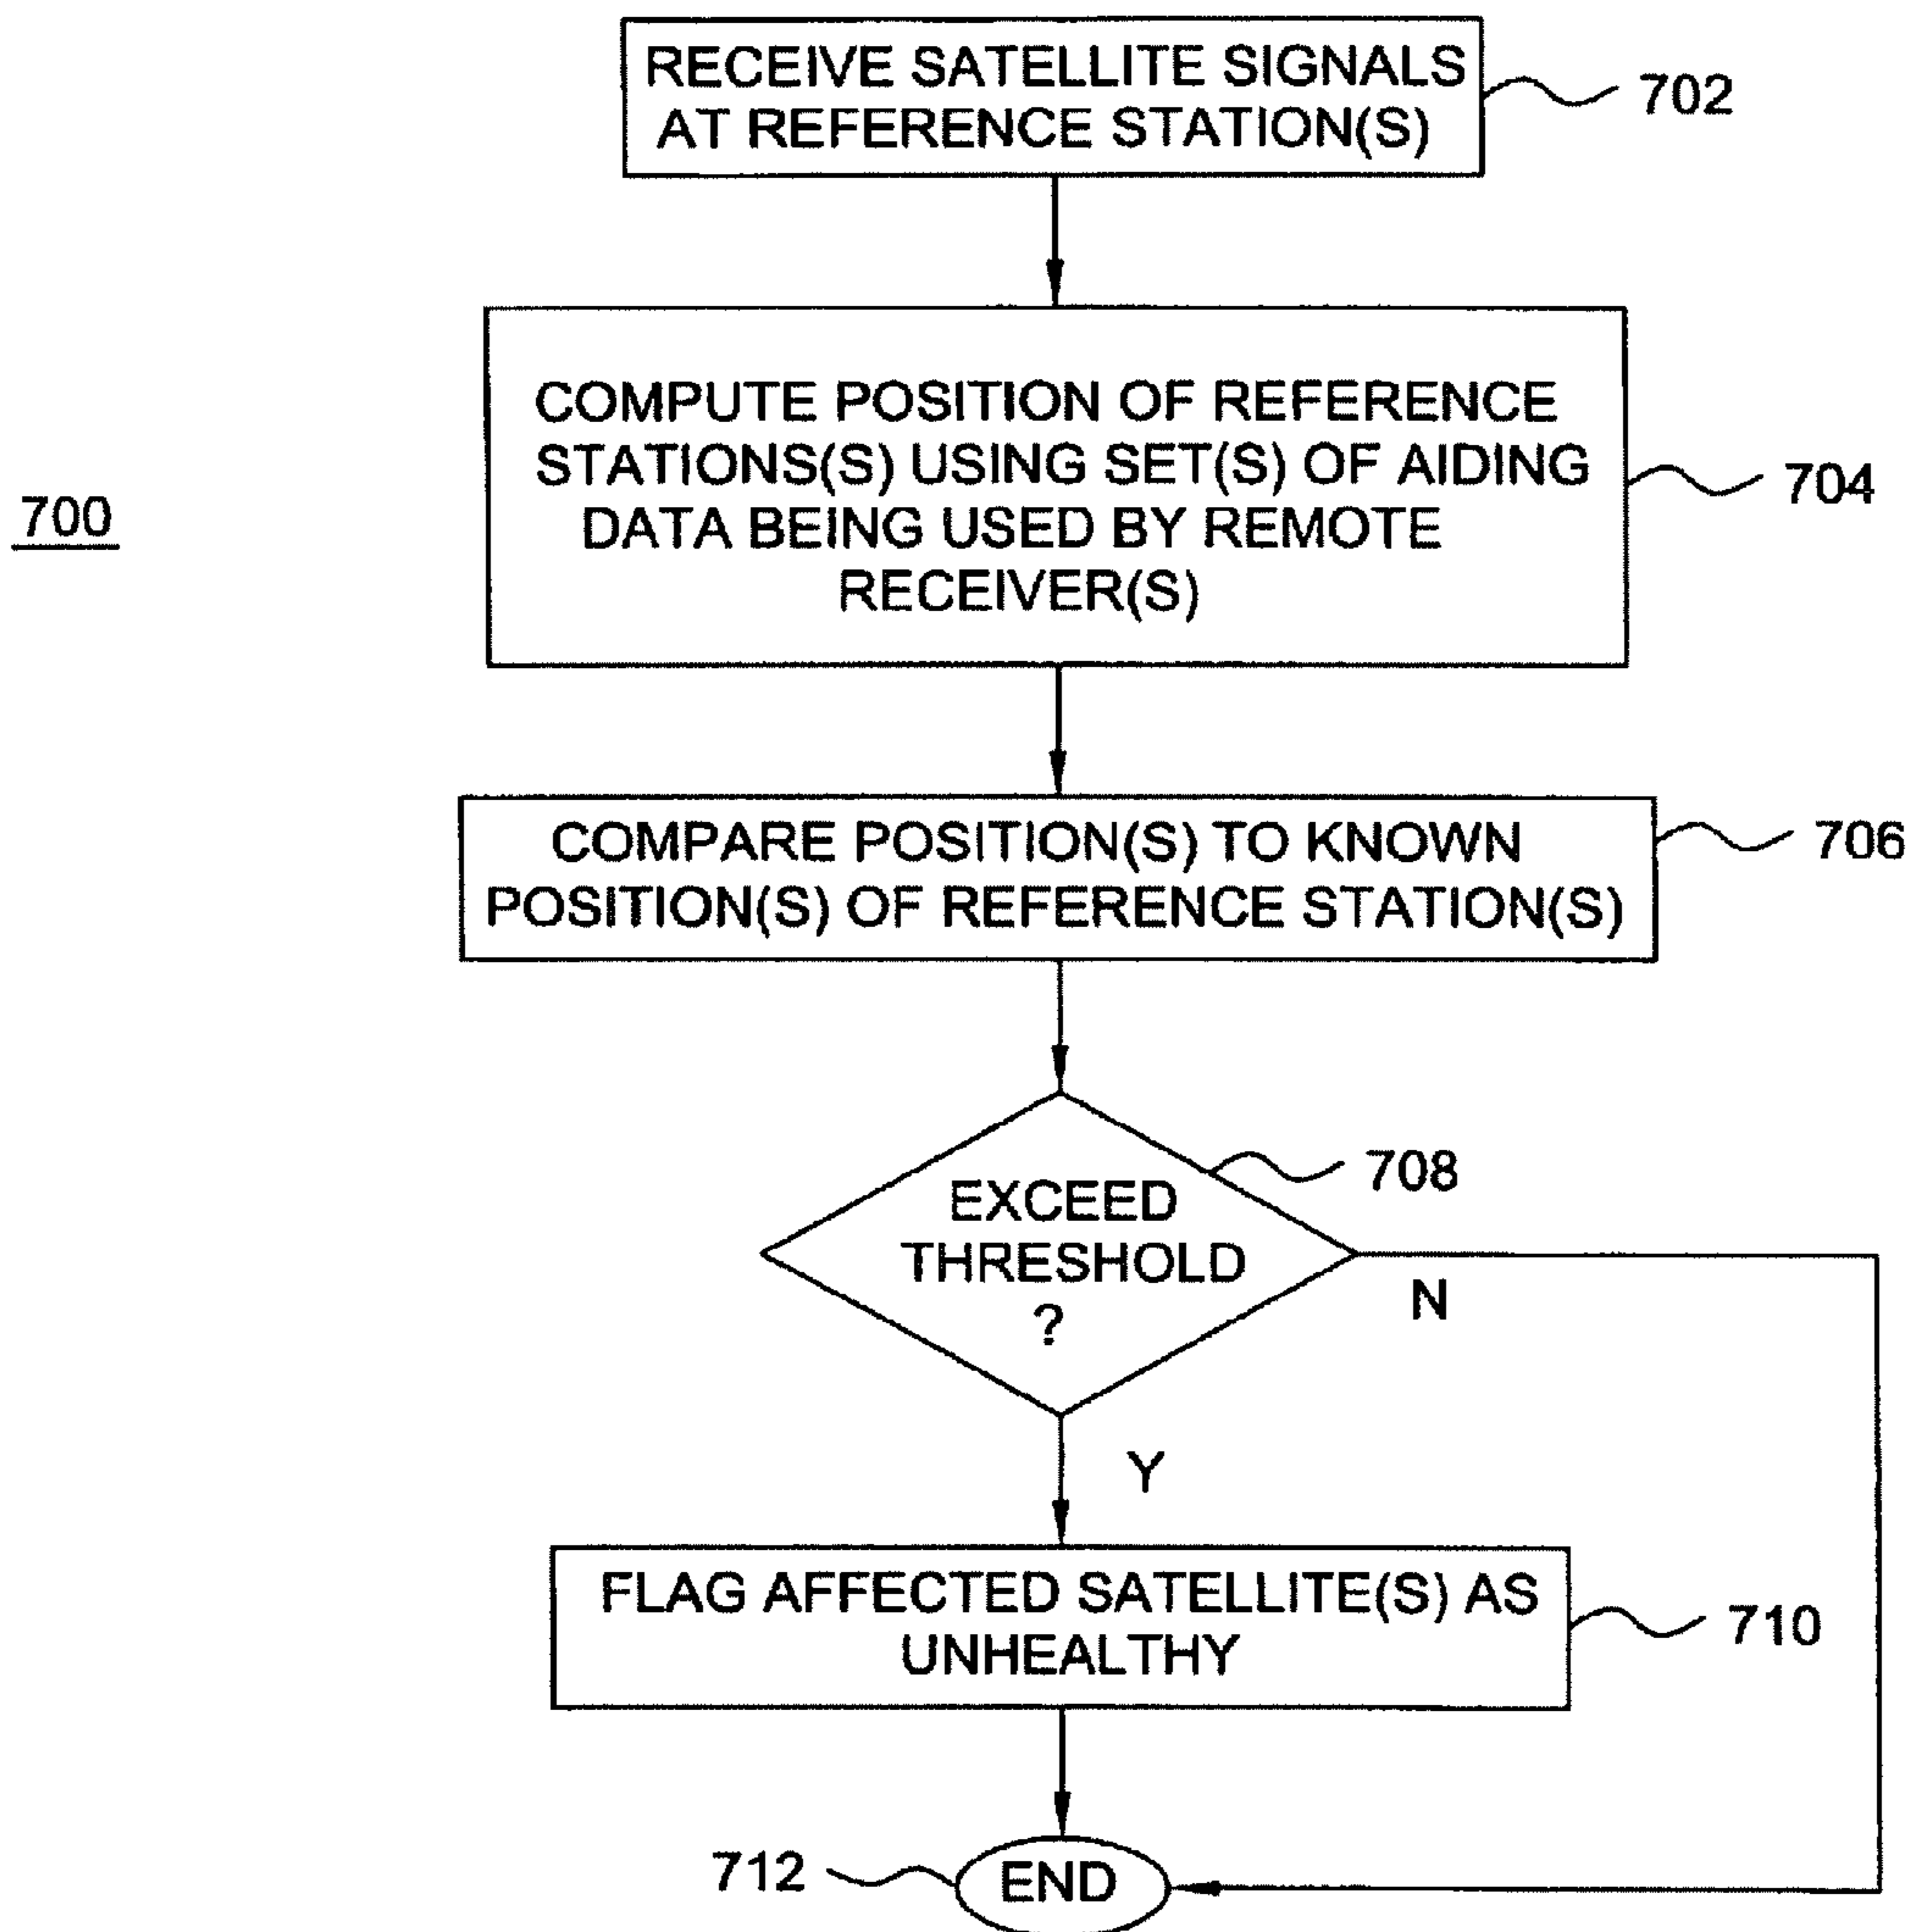 RECEIVE SATELLITE SIGNALS
AT REFERENCE STATION(S)
702
COMPUTE POSITION OF REFERENCE
STATIONS(S) USING SET(S) OF AIDING
DATA BEING USED BY REMOTE
RECEIVER(S)
704
700
COMPARE POSITION(S) TO KNOWN
POSITION(S) OF REFERENCE STATION(S)
706
EXCEED
THRESHOLD
?
708
N
Y
FLAG AFFECTED SATELLITE(S) AS
UNHEALTHY
710
712
END